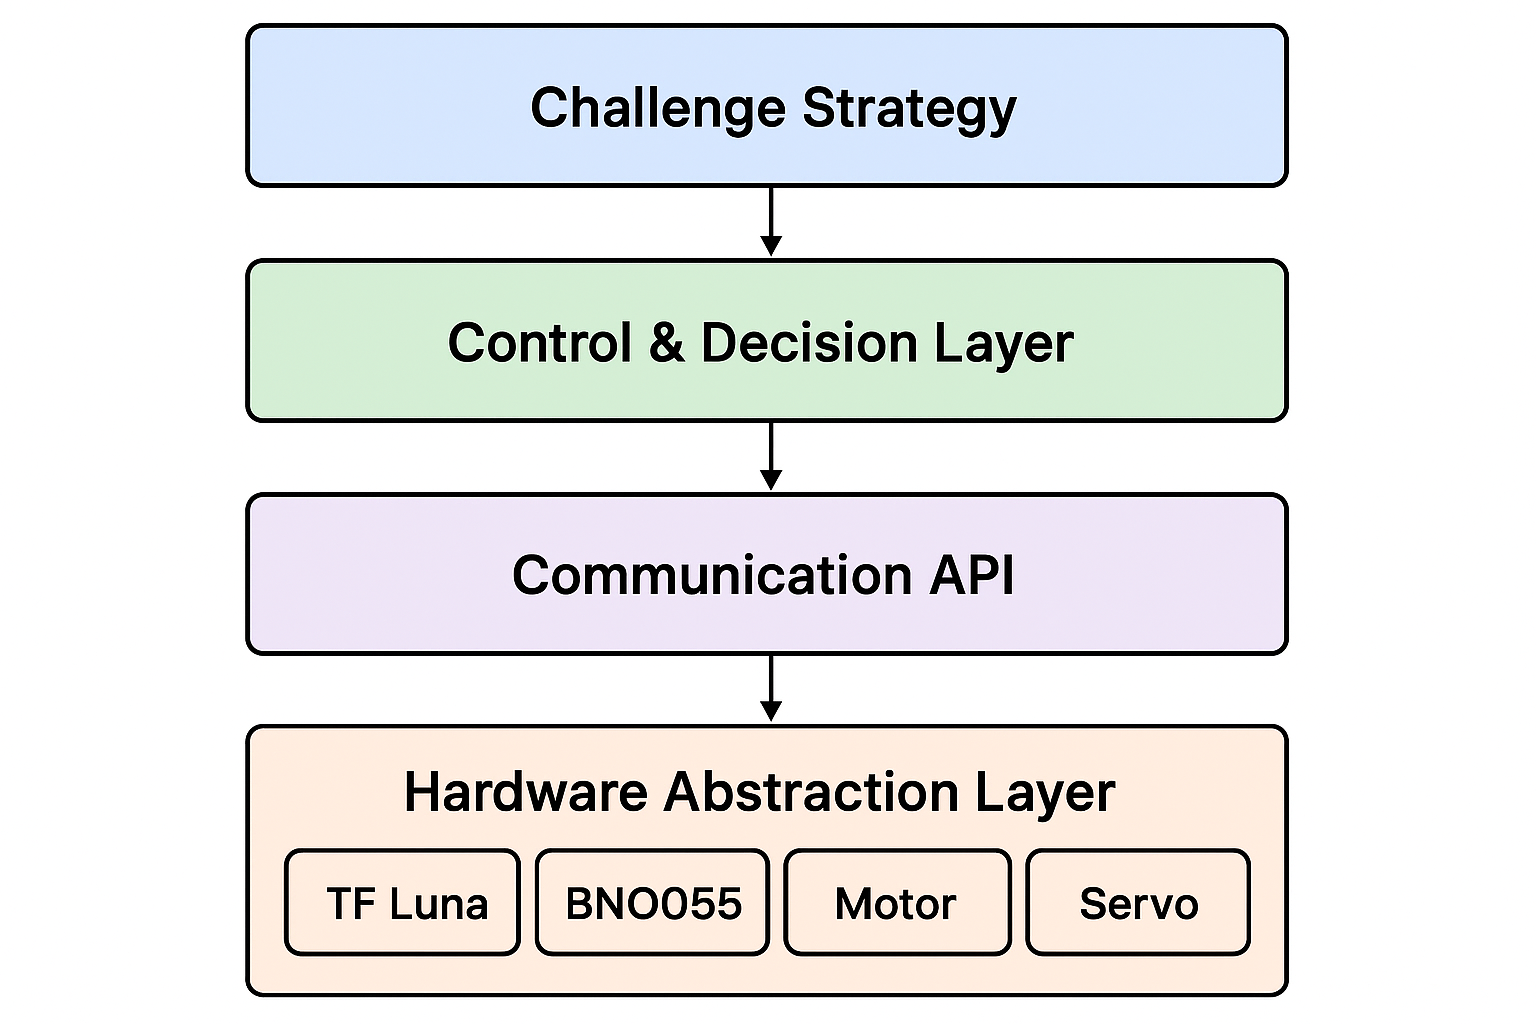 Challenge Strategy
Control & Decision Layer
Communication API
Hardware Abstraction Layer
TF Luna
BNO055
Motor
Servo